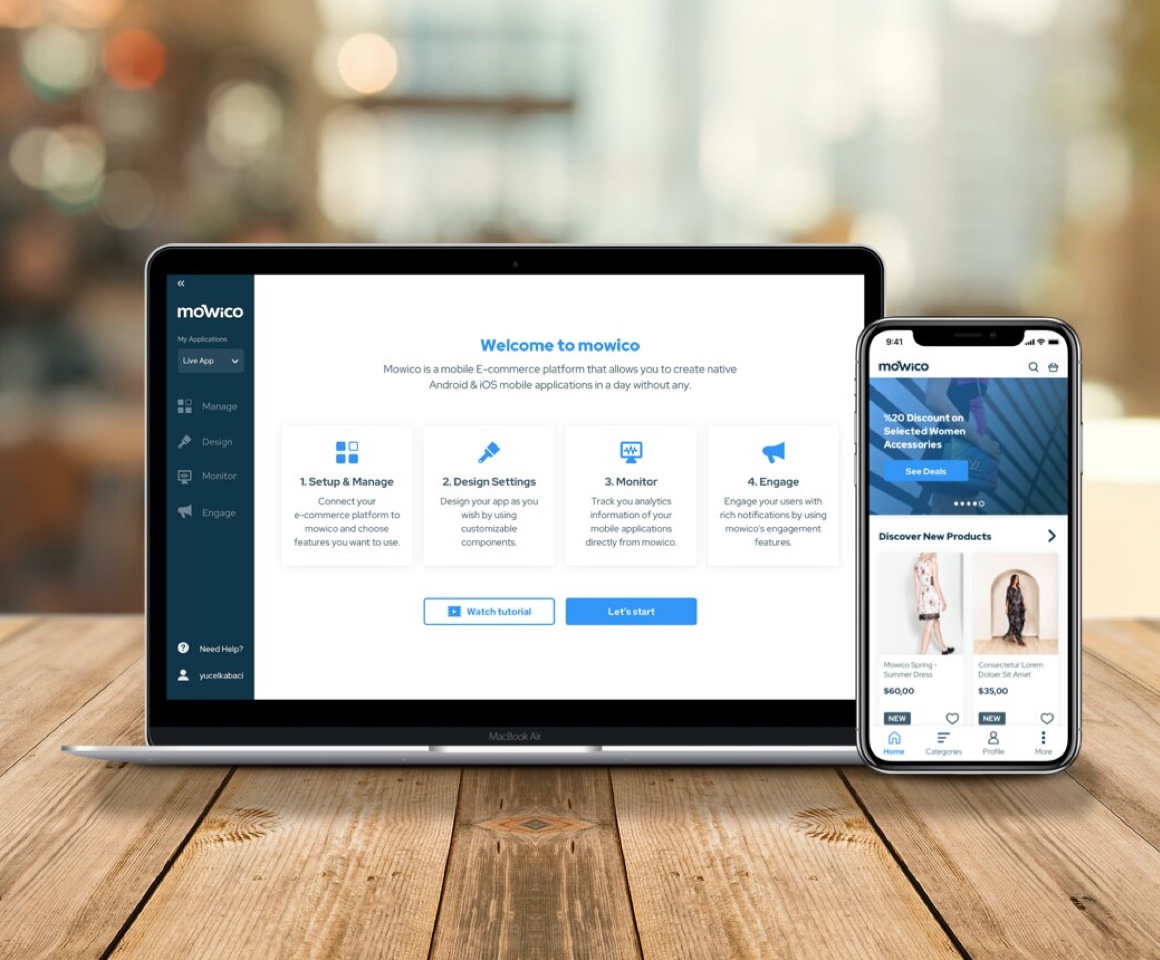 mowico
My Applications
Live App
Manage
Design
Monitor
Engage
Need Help?
yucelkabaci
Welcome to mowico
Mowico is a mobile E-commerce platform that allows you to create native
Android & iOS mobile applications in a day without any.
1. Setup & Manage
Connect your
e-commerce platform to
mowico and choose
features you want to use.
2. Design Settings
Design your app as you
wish by using
customizable
components.
3. Monitor
Track you analytics
information of your
mobile applications
directly from mowico.
4. Engage
Engage your users with
rich notifications by using
mowico's engagement
features.
Watch tutorial
Let's start
MacBook Air
9:41
mowico
%20 Discount on
Selected Women
Accessories
See Deals
Discover New Products
Mowico Spring -
Summer Dress
$60,00
NEW
Consectetur Lorem
Doloer Sit Amet
$35,00
NEW
Home
Categories
Profile
More